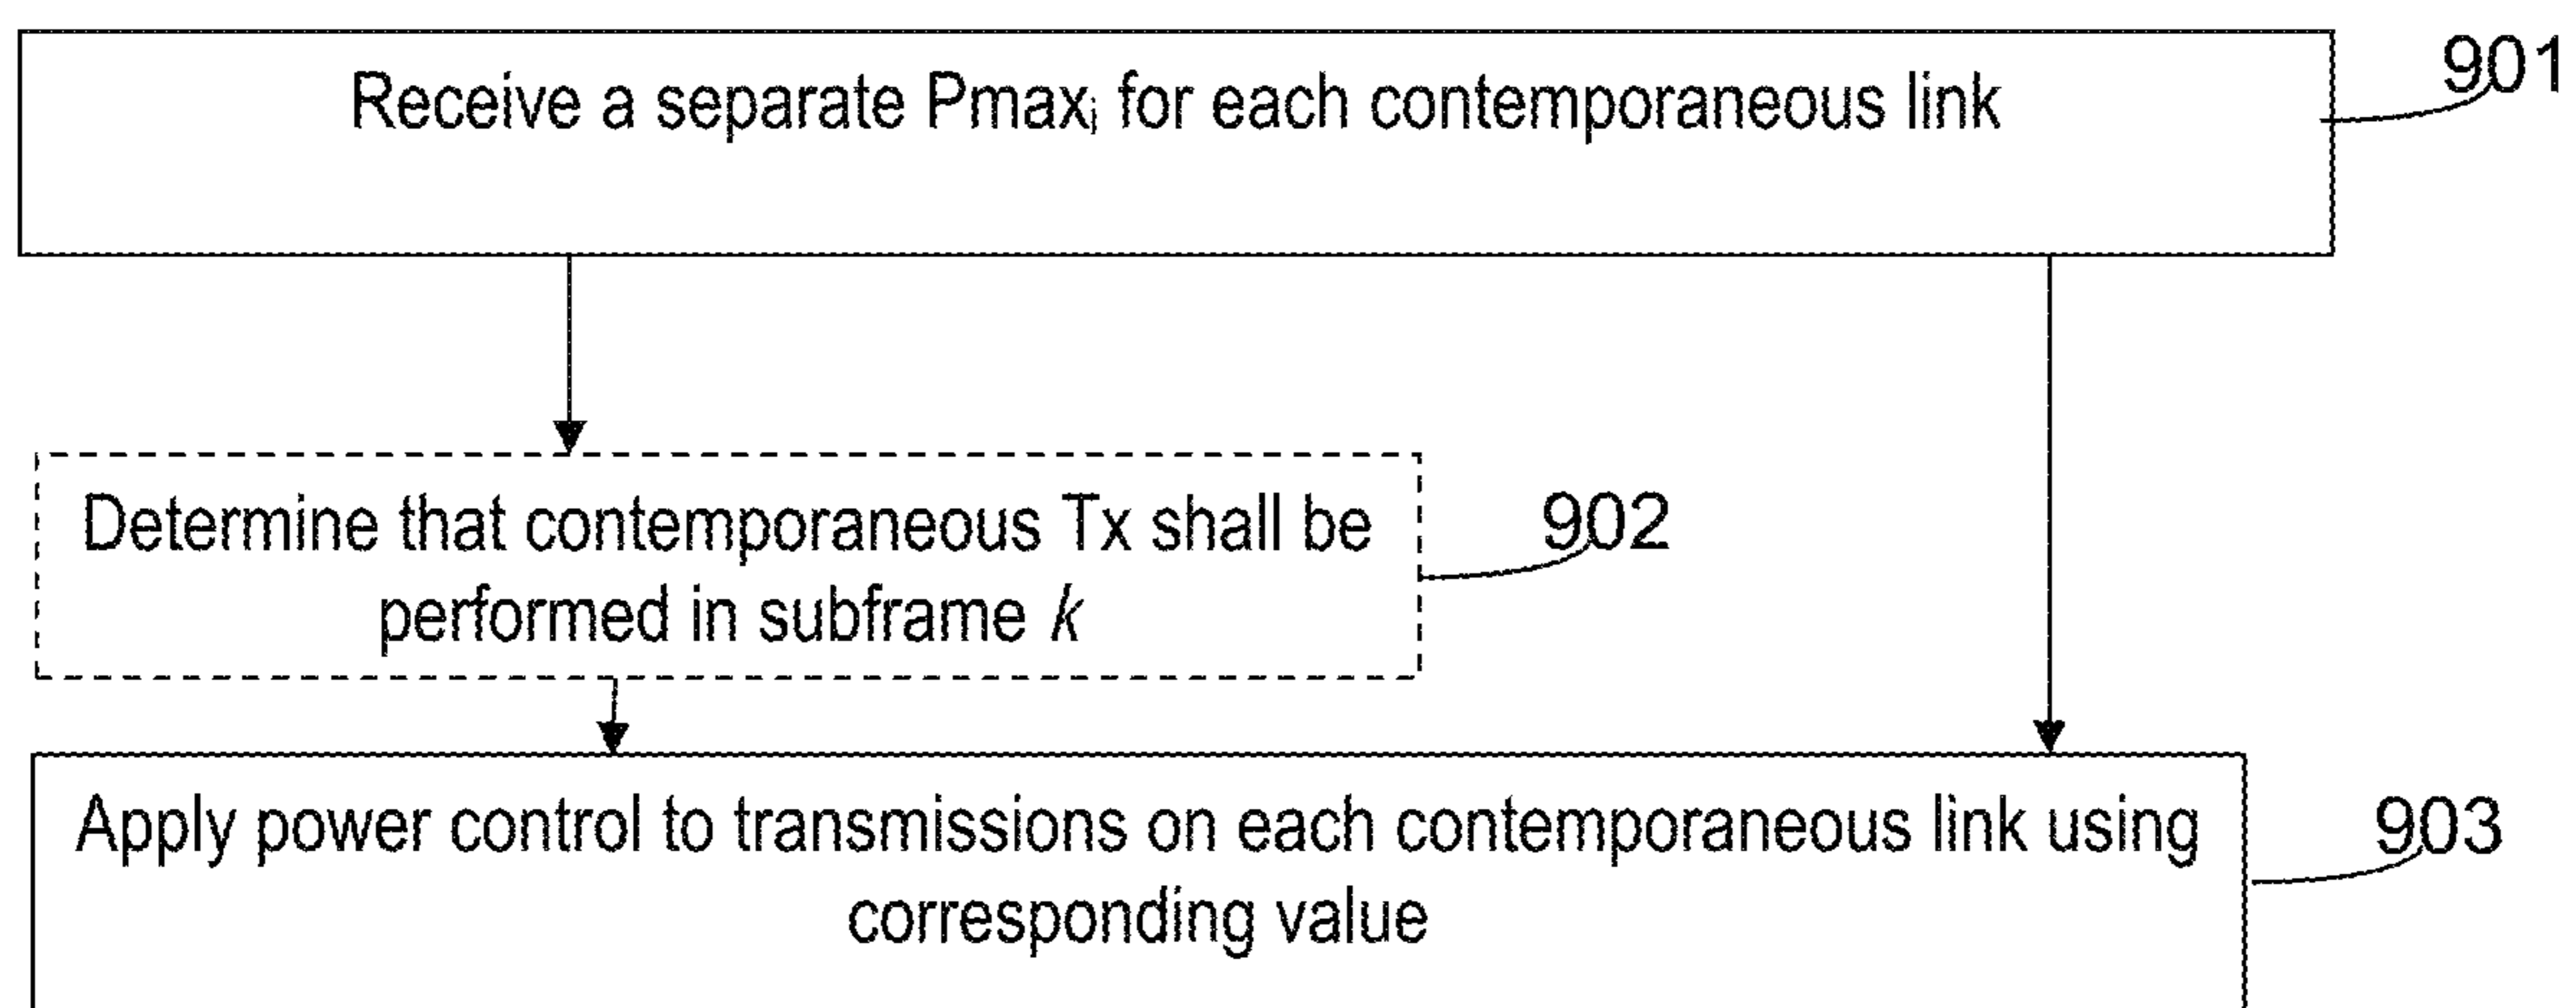 Receive a separate Pmaxⱼ for each contemporaneous link
901
Determine that contemporaneous Tx shall be
performed in subframe k
902
Apply power control to transmissions on each contemporaneous link using
corresponding value
903